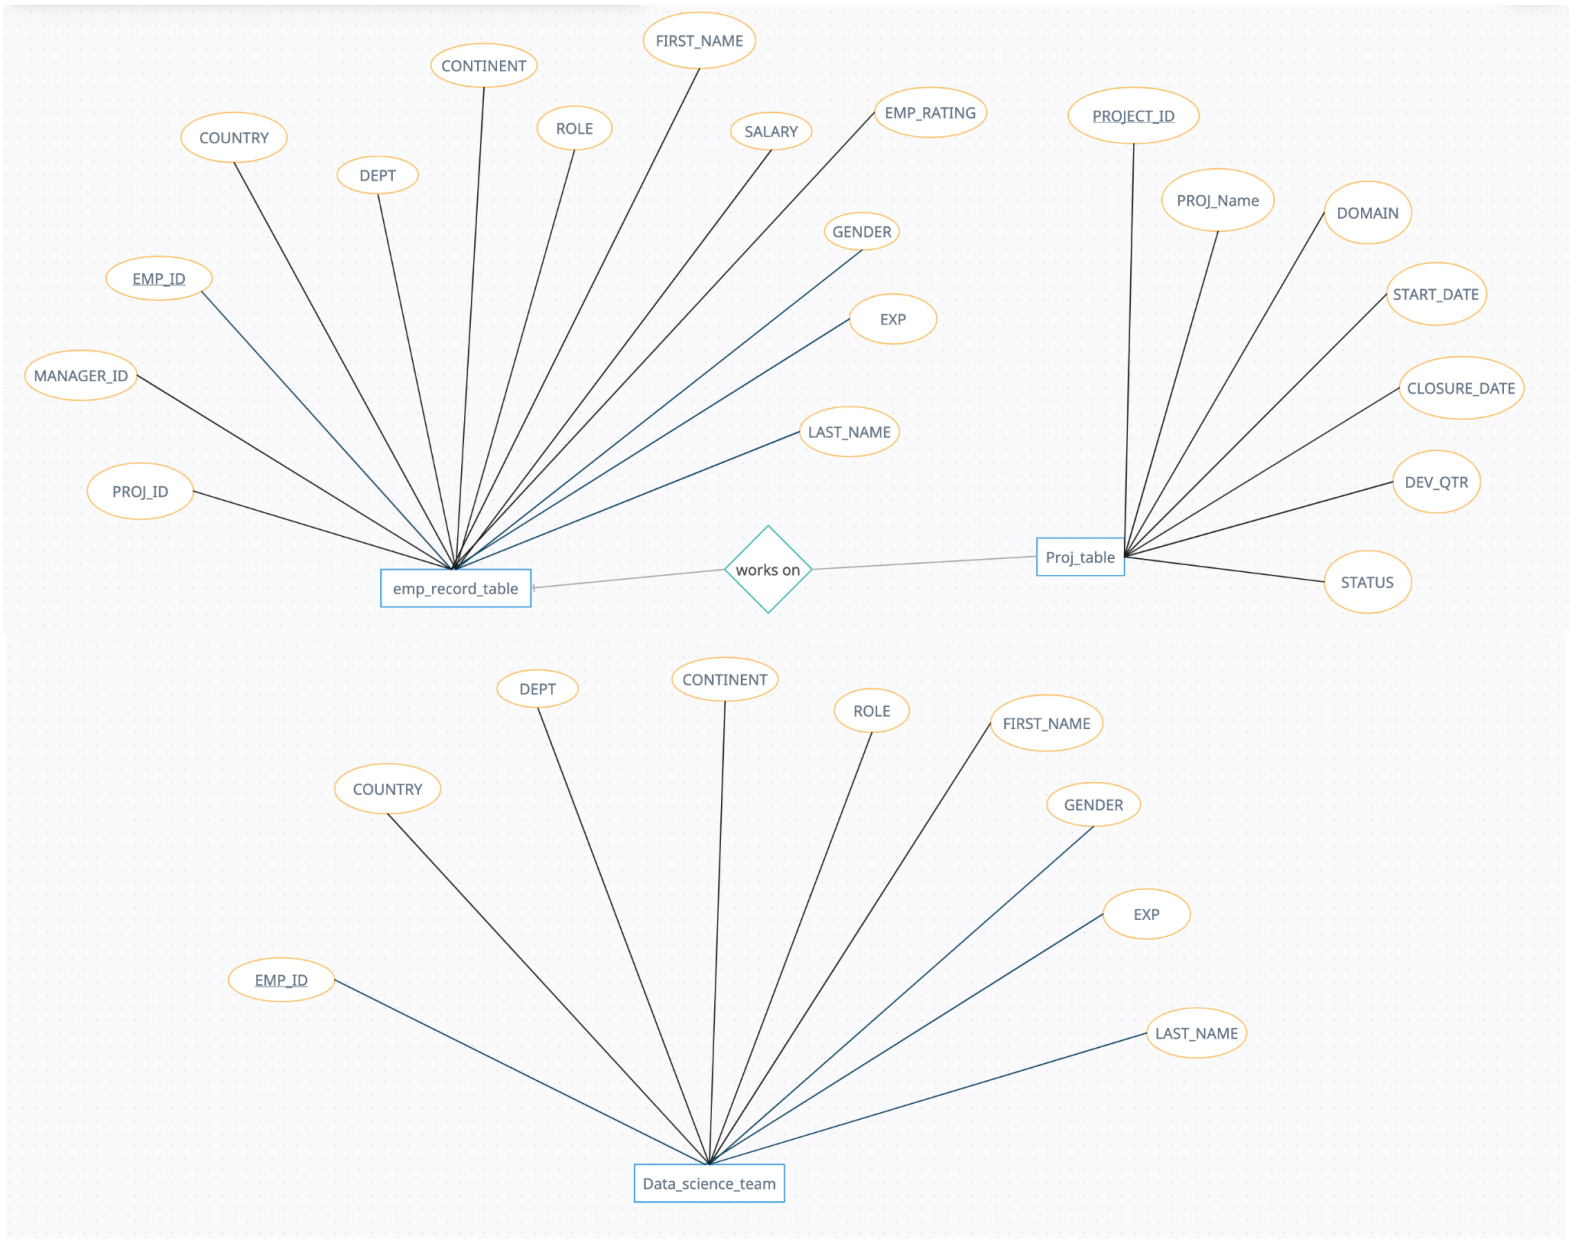 FIRST_NAME
CONTINENT
EMP_RATING
PROJECT_ID
ROLE
SALARY
COUNTRY
DEPT
PROJ_Name
DOMAIN
GENDER
EMP_ID
START_DATE
EXP
MANAGER_ID
CLOSURE_DATE
LAST_NAME
DEV_QTR
PROJ_ID
Proj_table
works on
STATUS
emp_record_table
CONTINENT
DEPT
ROLE
FIRST_NAME
COUNTRY
GENDER
EXP
EMP_ID
LAST_NAME
Data_science_team